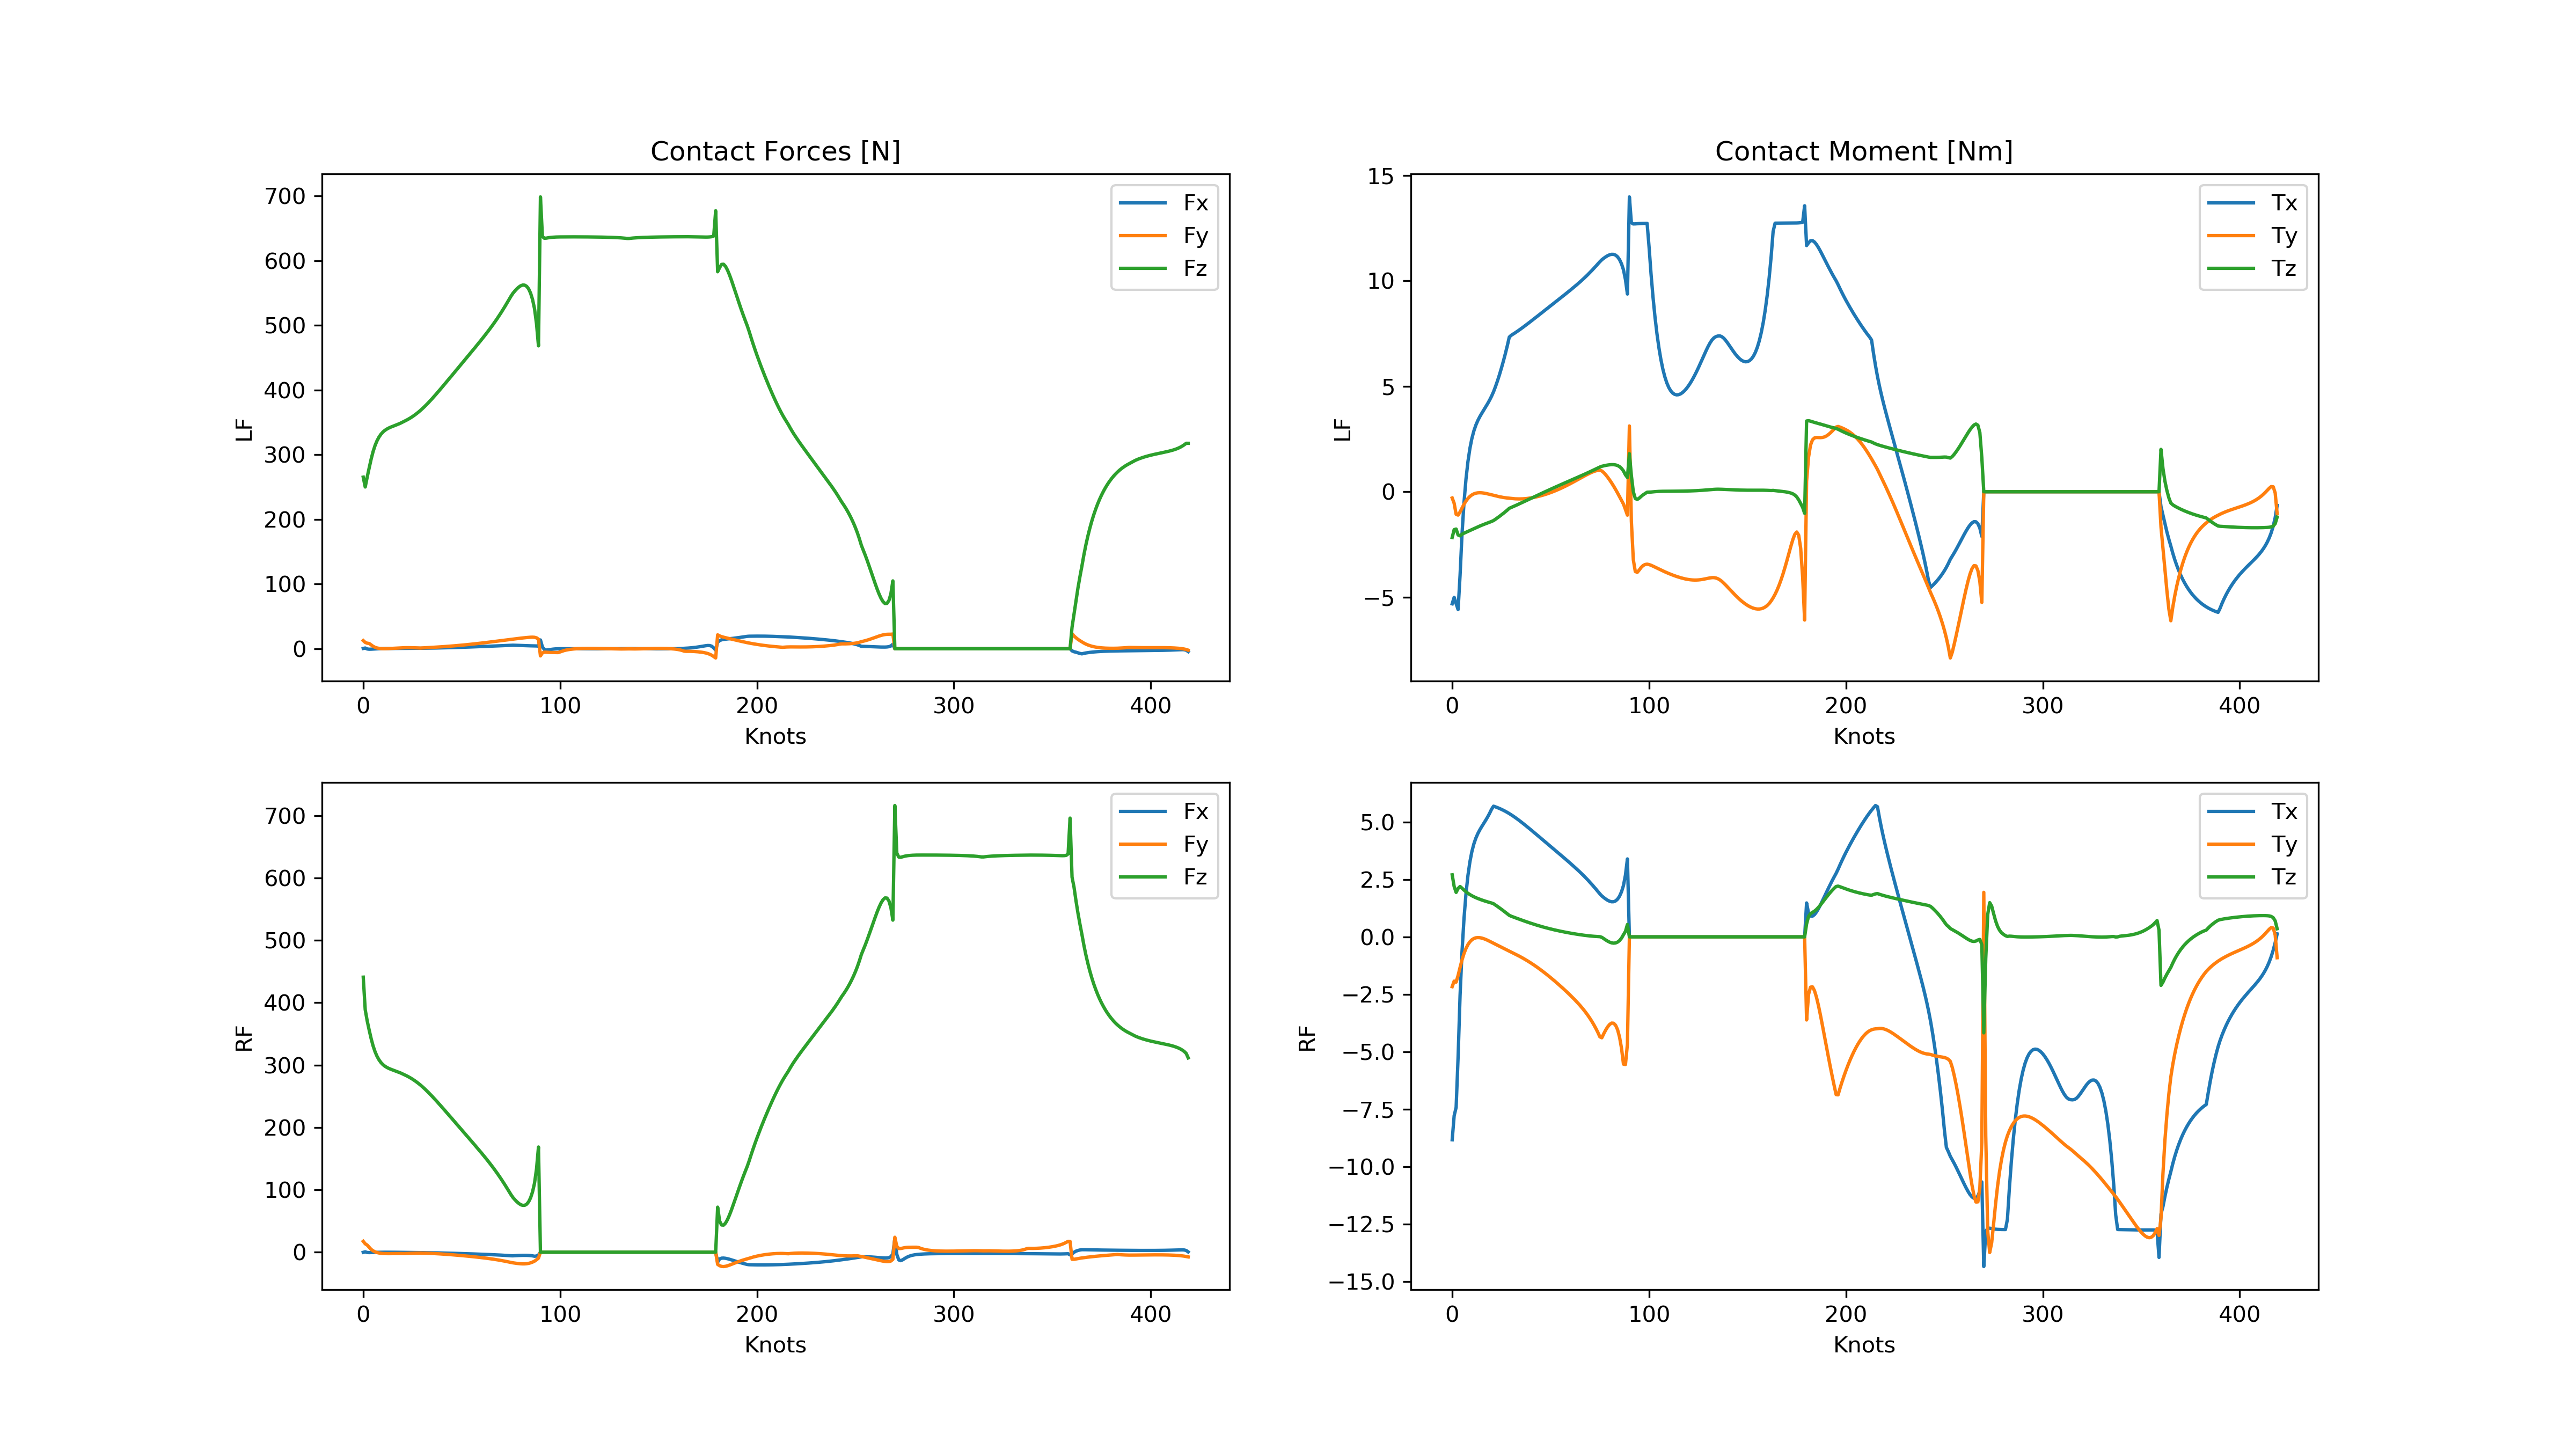 Contact Forces [N]
700
600
500
400
300
200
100
0
LF
Fx
Fy
Fz
0 100 200 300 400
Knots
Contact Moment [Nm]
15
10
5
0
−5
LF
Tx
Ty
Tz
0 100 200 300 400
Knots
700
600
500
400
300
200
100
0
RF
Fx
Fy
Fz
0 100 200 300 400
Knots
5.0
2.5
0.0
−2.5
−5.0
−7.5
−10.0
−12.5
−15.0
RF
Tx
Ty
Tz
0 100 200 300 400
Knots